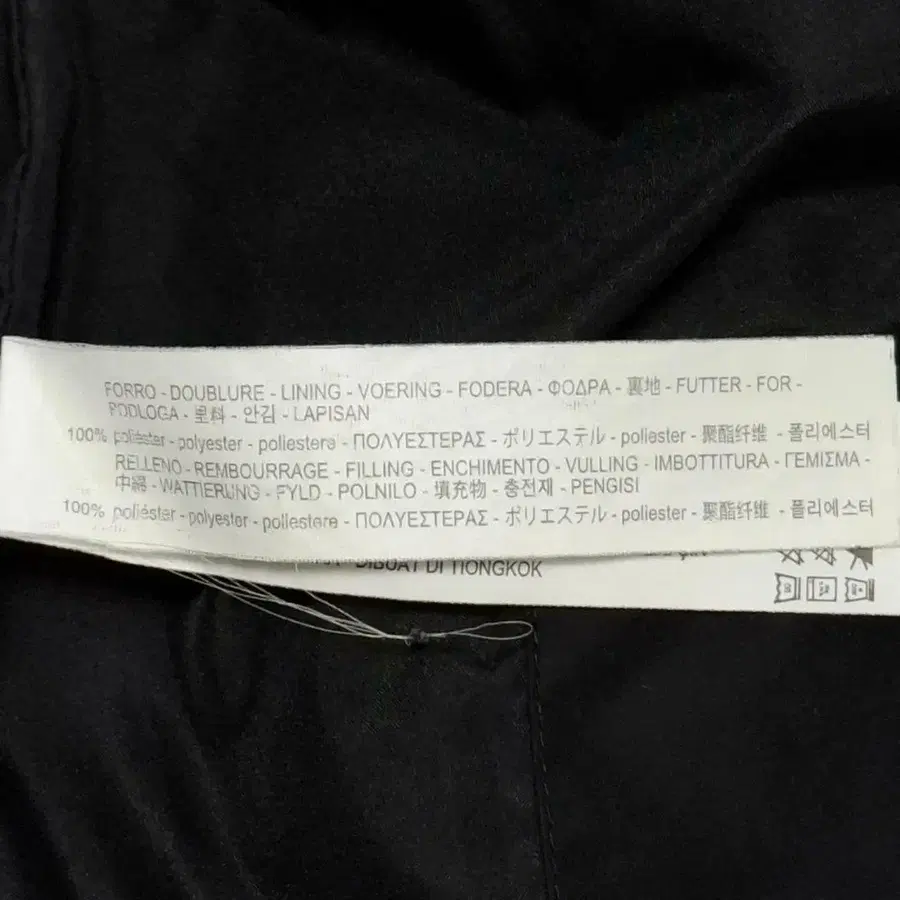 FORRO - DOUBLURE - LINING - VOERING - FODERA - ΦΟΔΡΑ - 裏地 - FUTTER - FOR -
PODLOGA - 里料 - 안감 - LAPISAN
100% poliéster - polyester - poliestere - ΠΟΛΥΕΣΤΕΡΑΣ - ポリエステル - poliester - 聚酯纤维 - 폴리에스터
RELLENO - REMBOURRAGE - FILLING - ENCHIMENTO - VULLING - IMBOTTITURA - ΓΕΜΙΣΜΑ -
中綿 - WATTIERUNG - FYLD - POLNILO - 填充物 - 충전재 - PENGISI
100% poliéster - polyester - poliestere - ΠΟΛΥΕΣΤΕΡΑΣ - ポリエステル - poliester - 聚酯纤维 - 폴리에스터
DIBUAT DI TIONGKOK